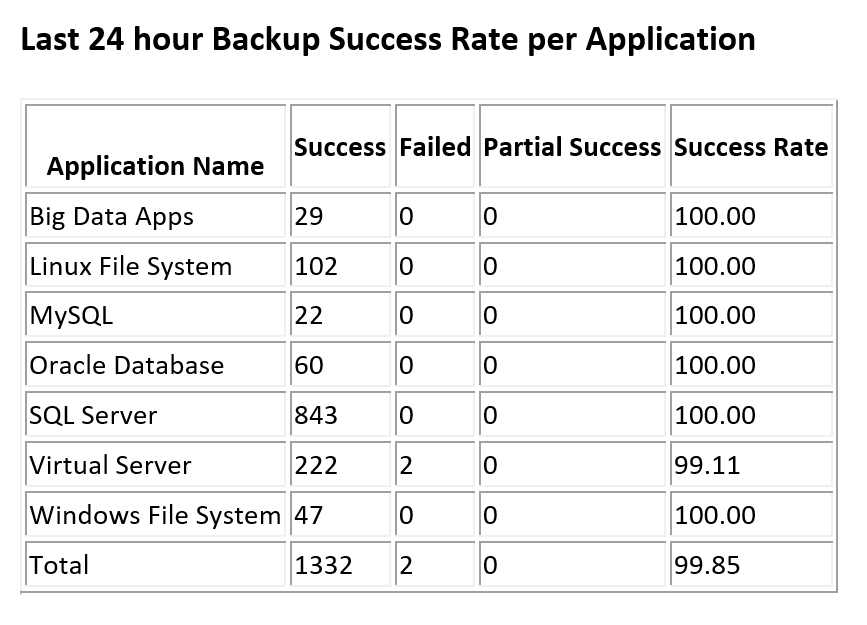 Last 24 hour Backup Success Rate per Application
Application Name Success Failed Partial Success Success Rate
Big Data Apps 29 0 0 100.00
Linux File System 102 0 0 100.00
MySQL 22 0 0 100.00
Oracle Database 60 0 0 100.00
SQL Server 843 0 0 100.00
Virtual Server 222 2 0 99.11
Windows File System 47 0 0 100.00
Total 1332 2 0 99.85